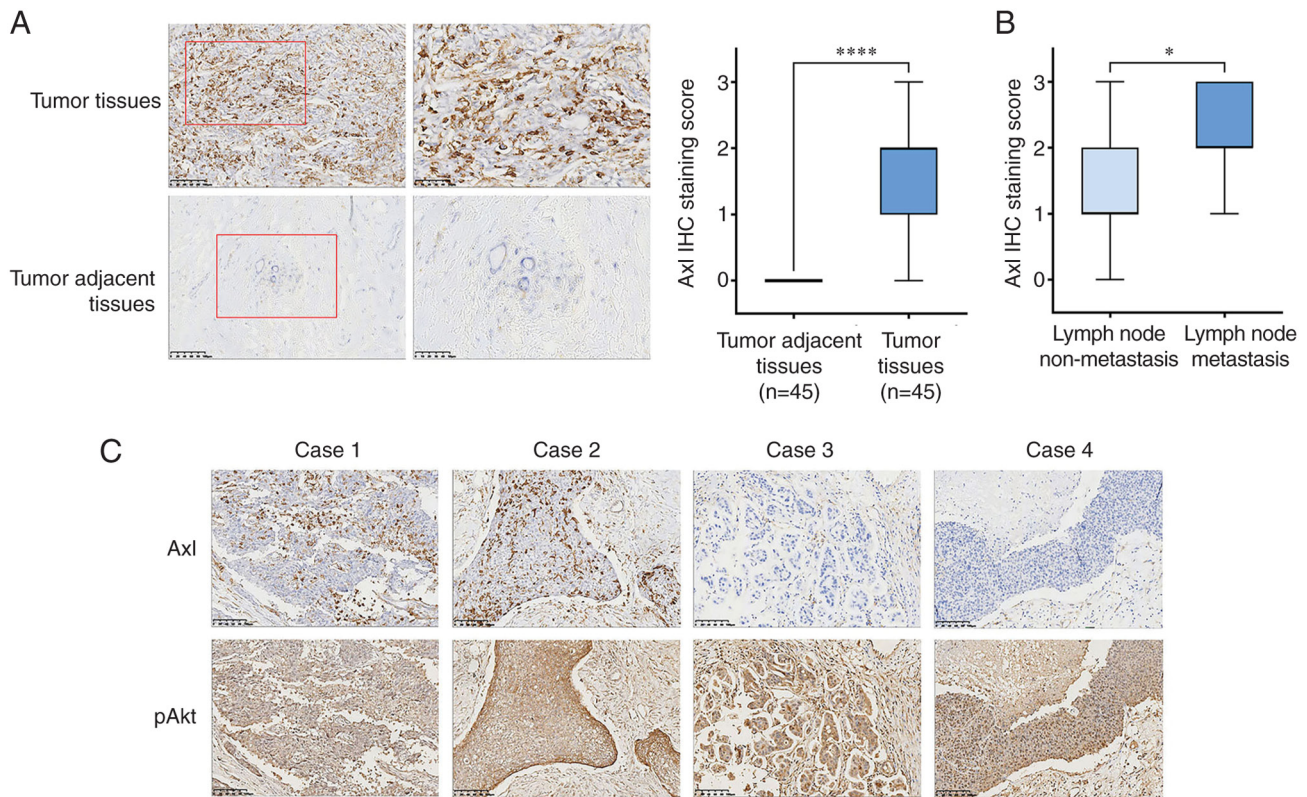 A
Tumor tissues
Tumor adjacent
tissues
Axl IHC staining score
3
2
1
0
****
Tumor adjacent
tissues
(n=45)
Tumor
tissues
(n=45)
B
Axl IHC staining score
3
2
1
0
*
Lymph node
non-metastasis
Lymph node
metastasis
C
Case 1
Case 2
Case 3
Case 4
Axl
pAkt